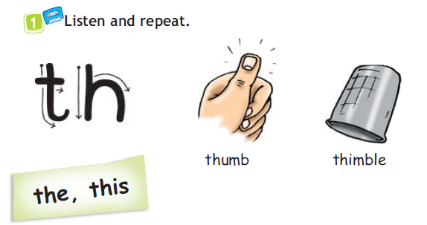 1 Listen and repeat.
th
thumb thimble
the, this